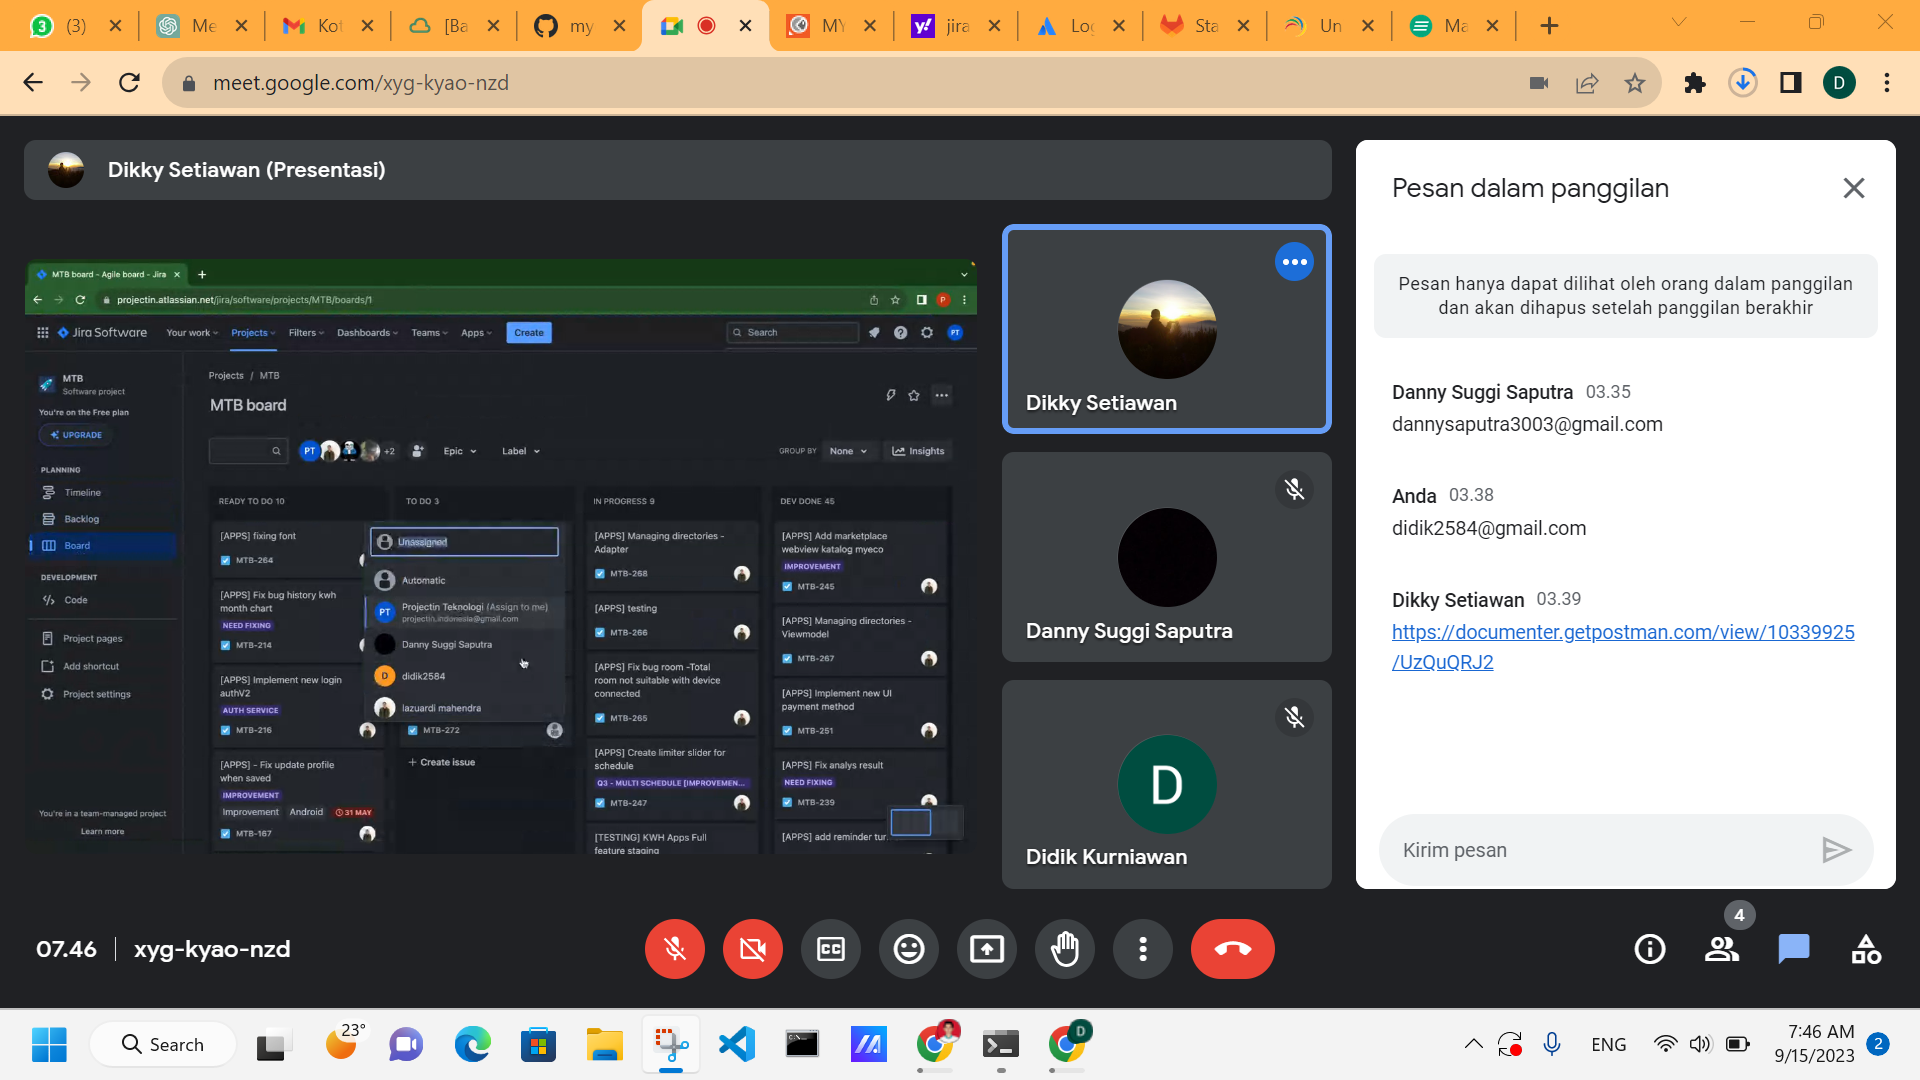 (3)
Me
Kot
[Ba
my
MY
jira
Log
Sta
Un
Ma
meet.google.com/xyg-kyao-nzd
D
Dikky Setiawan (Presentasi)
MTB board - Agile board - Jira
projectin.atlassian.net/jira/software/projects/MTB/boards/1
P
Jira Software
Your work
Projects
Filters
Dashboards
Teams
Apps
Create
Search
PT
MTB
Software project
You're on the Free plan
UPGRADE
PLANNING
Timeline
Backlog
Board
DEVELOPMENT
Code
Project pages
Add shortcut
Project settings
You're in a team-managed project
Learn more
Projects / MTB
MTB board
PT
+2
Epic
Label
GROUP BY
None
Insights
READY TO DO 10
[APPS] fixing font
MTB-264
[APPS] Fix bug history kwh
month chart
NEED FIXING
MTB-214
[APPS] Implement new login
authV2
AUTH SERVICE
MTB-216
[APPS] - Fix update profile
when saved
IMPROVEMENT
Improvement Android 31 MAY
MTB-167
TO DO 3
Unassigned
Automatic
PT
Projectin Teknologi (Assign to me)
projectin.indonesia@gmail.com
Danny Suggi Saputra
D
didik2584
lazuardi mahendra
MTB-272
+ Create issue
IN PROGRESS 9
[APPS] Managing directories -
Adapter
MTB-268
[APPS] testing
MTB-266
[APPS] Fix bug room -Total
room not suitable with device
connected
MTB-265
[APPS] Create limiter slider for
schedule
Q3 - MULTI SCHEDULE [IMPROVEMEN...
MTB-247
[TESTING] KWH Apps Full
feature staging
DEV DONE 45
[APPS] Add marketplace
webview katalog myeco
IMPROVEMENT
MTB-245
[APPS] Managing directories -
Viewmodel
MTB-267
[APPS] Implement new UI
payment method
MTB-251
[APPS] Fix analys result
NEED FIXING
MTB-239
[APPS] add reminder tur
Dikky Setiawan
Danny Suggi Saputra
D
Didik Kurniawan
Pesan dalam panggilan
Pesan hanya dapat dilihat oleh orang dalam panggilan
dan akan dihapus setelah panggilan berakhir
Danny Suggi Saputra 03.35
dannysaputra3003@gmail.com
Anda 03.38
didik2584@gmail.com
Dikky Setiawan 03.39
https://documenter.getpostman.com/view/10339925
/UzQuQRJ2
Kirim pesan
07.46
xyg-kyao-nzd
CC
4
Search
23°
D
ENG
7:46 AM
9/15/2023
2